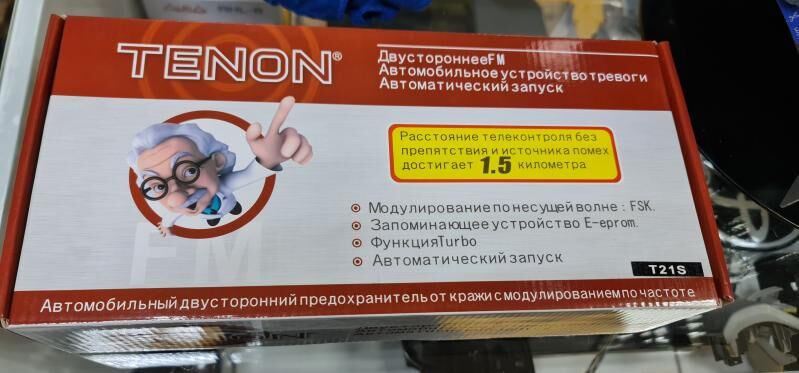 TENON®
ДвустороннееFM
Автомобильное устройство тревоги
Автоматический запуск
Расстояние телеконтроля без
препятствия и источника помех
достигает 1.5 километра
Модулирование по несущей волне : FSK.
Запоминающее устройство E-eprom.
ФункцияTurbo
Автоматический запуск
FM
T21S
Автомобильный двусторонний предохранитель от кражи с модулированием по частоте